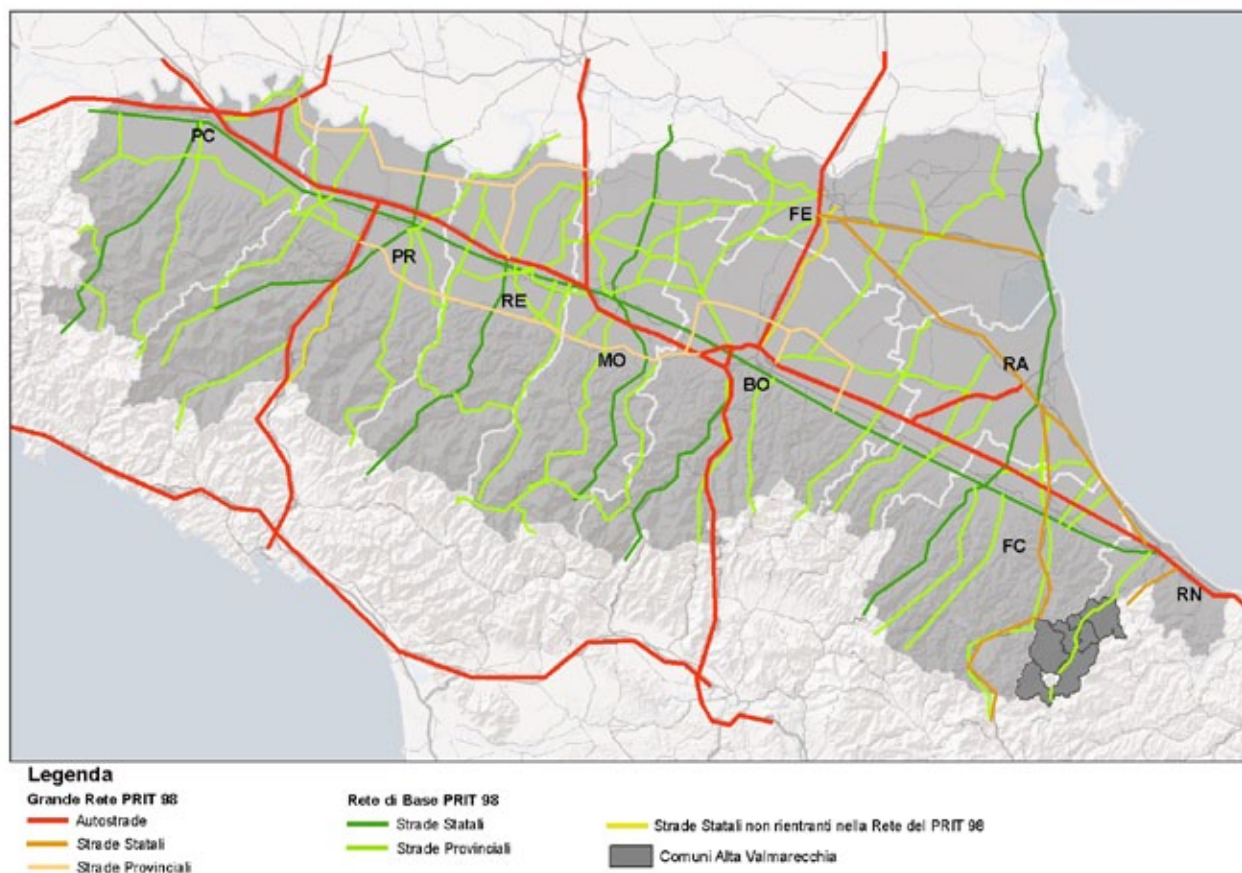 PC
FE
PR
RE
MO
BO
RA
FC
RN
Legenda
Grande Rete PRIT 98
Autostrade
Strade Statali
Strade Provinciali
Rete di Base PRIT 98
Strade Statali
Strade Provinciali
Strade Statali non rientranti nella Rete del PRIT 98
Comuni Alta Valmarecchia